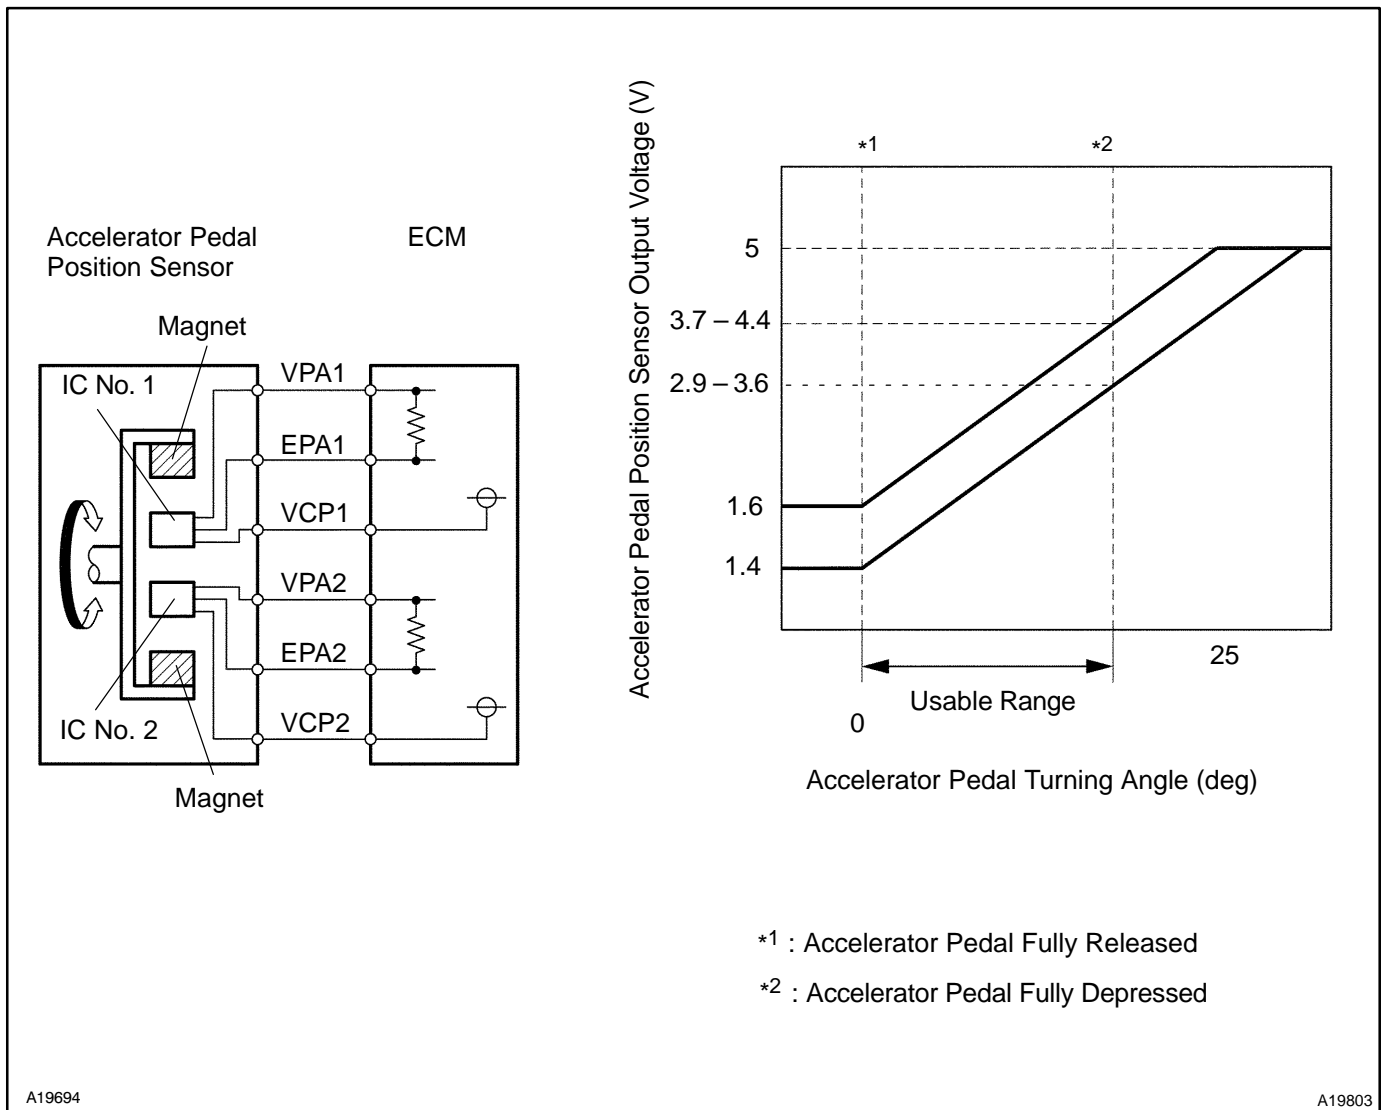 Accelerator Pedal
Position Sensor
ECM
Magnet
IC No. 1
VPA1
EPA1
VCP1
VPA2
EPA2
VCP2
IC No. 2
Magnet
Accelerator Pedal Position Sensor Output Voltage (V)
*1
*2
5
3.7 – 4.4
2.9 – 3.6
1.6
1.4
25
Usable Range
0
Accelerator Pedal Turning Angle (deg)
*1 : Accelerator Pedal Fully Released
*2 : Accelerator Pedal Fully Depressed
A19694
A19803